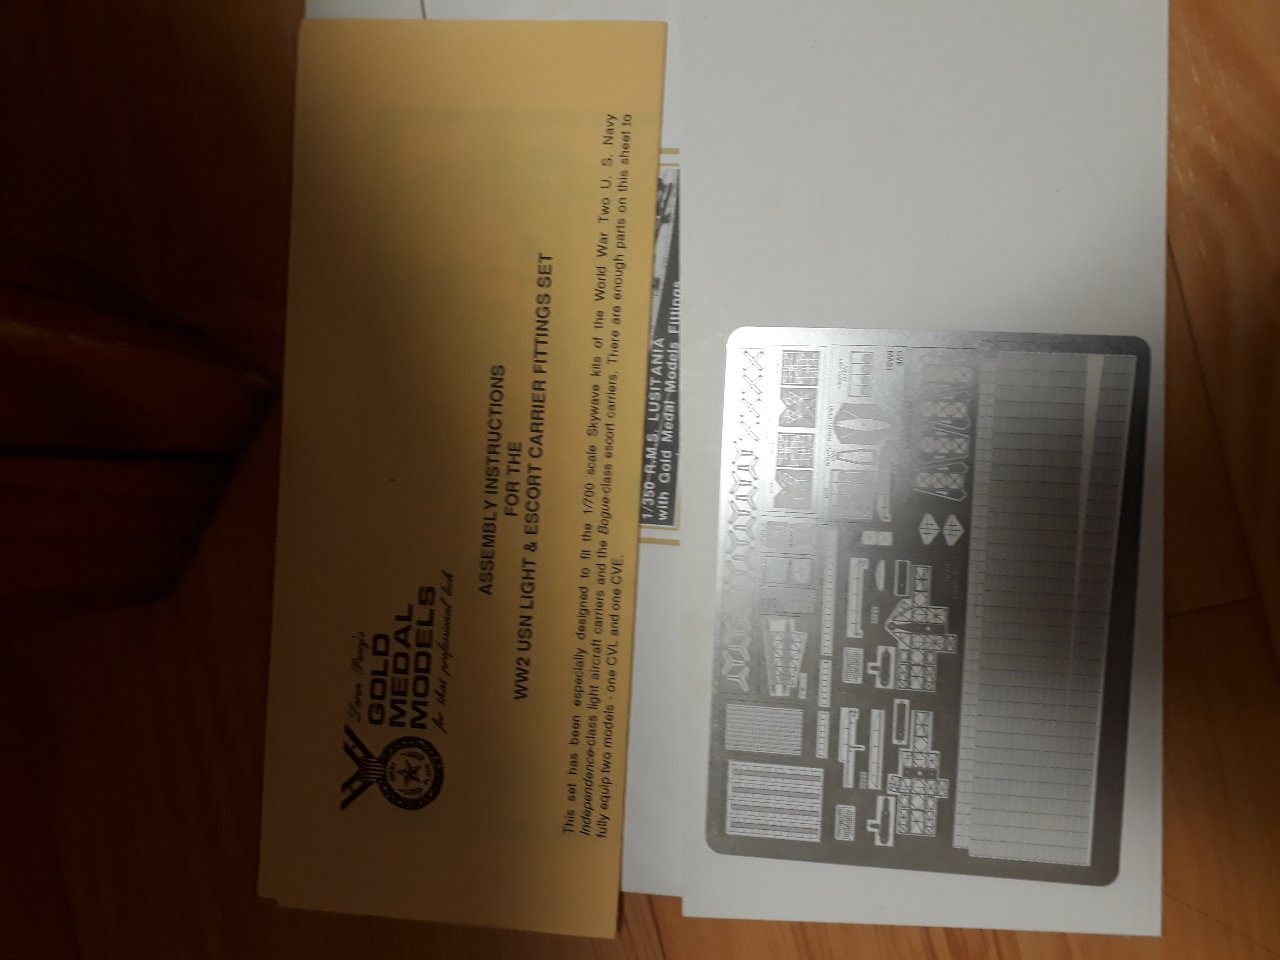 Loren Perry's
GOLD
MEDAL
MODELS
for that professional look
ASSEMBLY INSTRUCTIONS
FOR THE
WW2 USN LIGHT & ESCORT CARRIER FITTINGS SET
This set has been especially designed to fit the 1/700 scale Skywave kits of the World War Two U. S. Navy
Independence-class light aircraft carriers and the Bogue-class escort carriers. There are enough parts on this sheet to
fully equip two models - one CVL and one CVE.
1/350 R.M.S. LUSITANIA
with Gold Medal Models Fittings
CVE
MAST